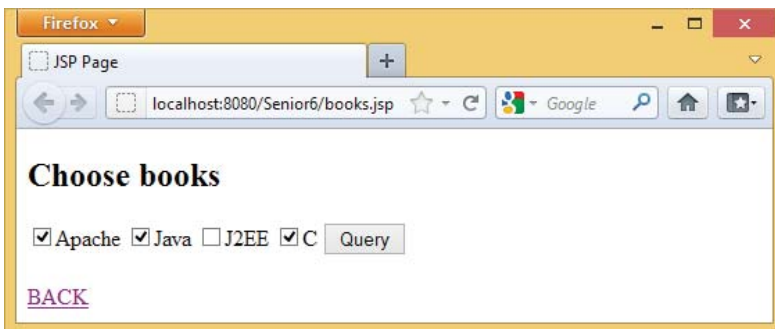 Firefox
JSP Page
localhost:8080/Senior6/books.jsp Google
Choose books
Apache Java J2EE C Query
BACK